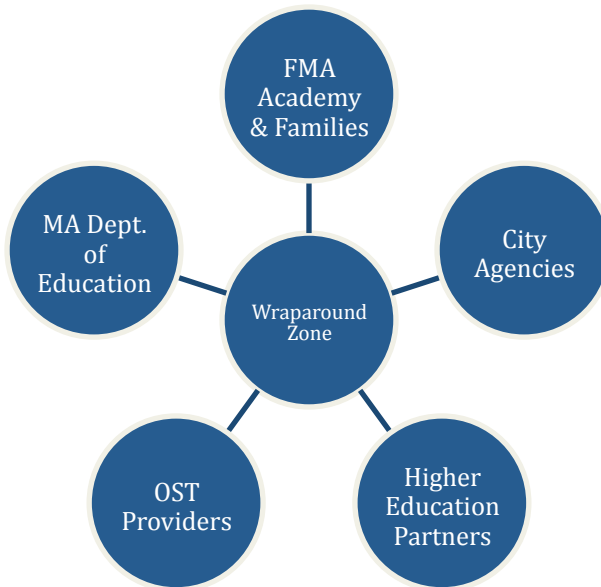 FMA
Academy
& Families
MA Dept.
of
Education
City
Agencies
Wraparound
Zone
OST
Providers
Higher
Education
Partners